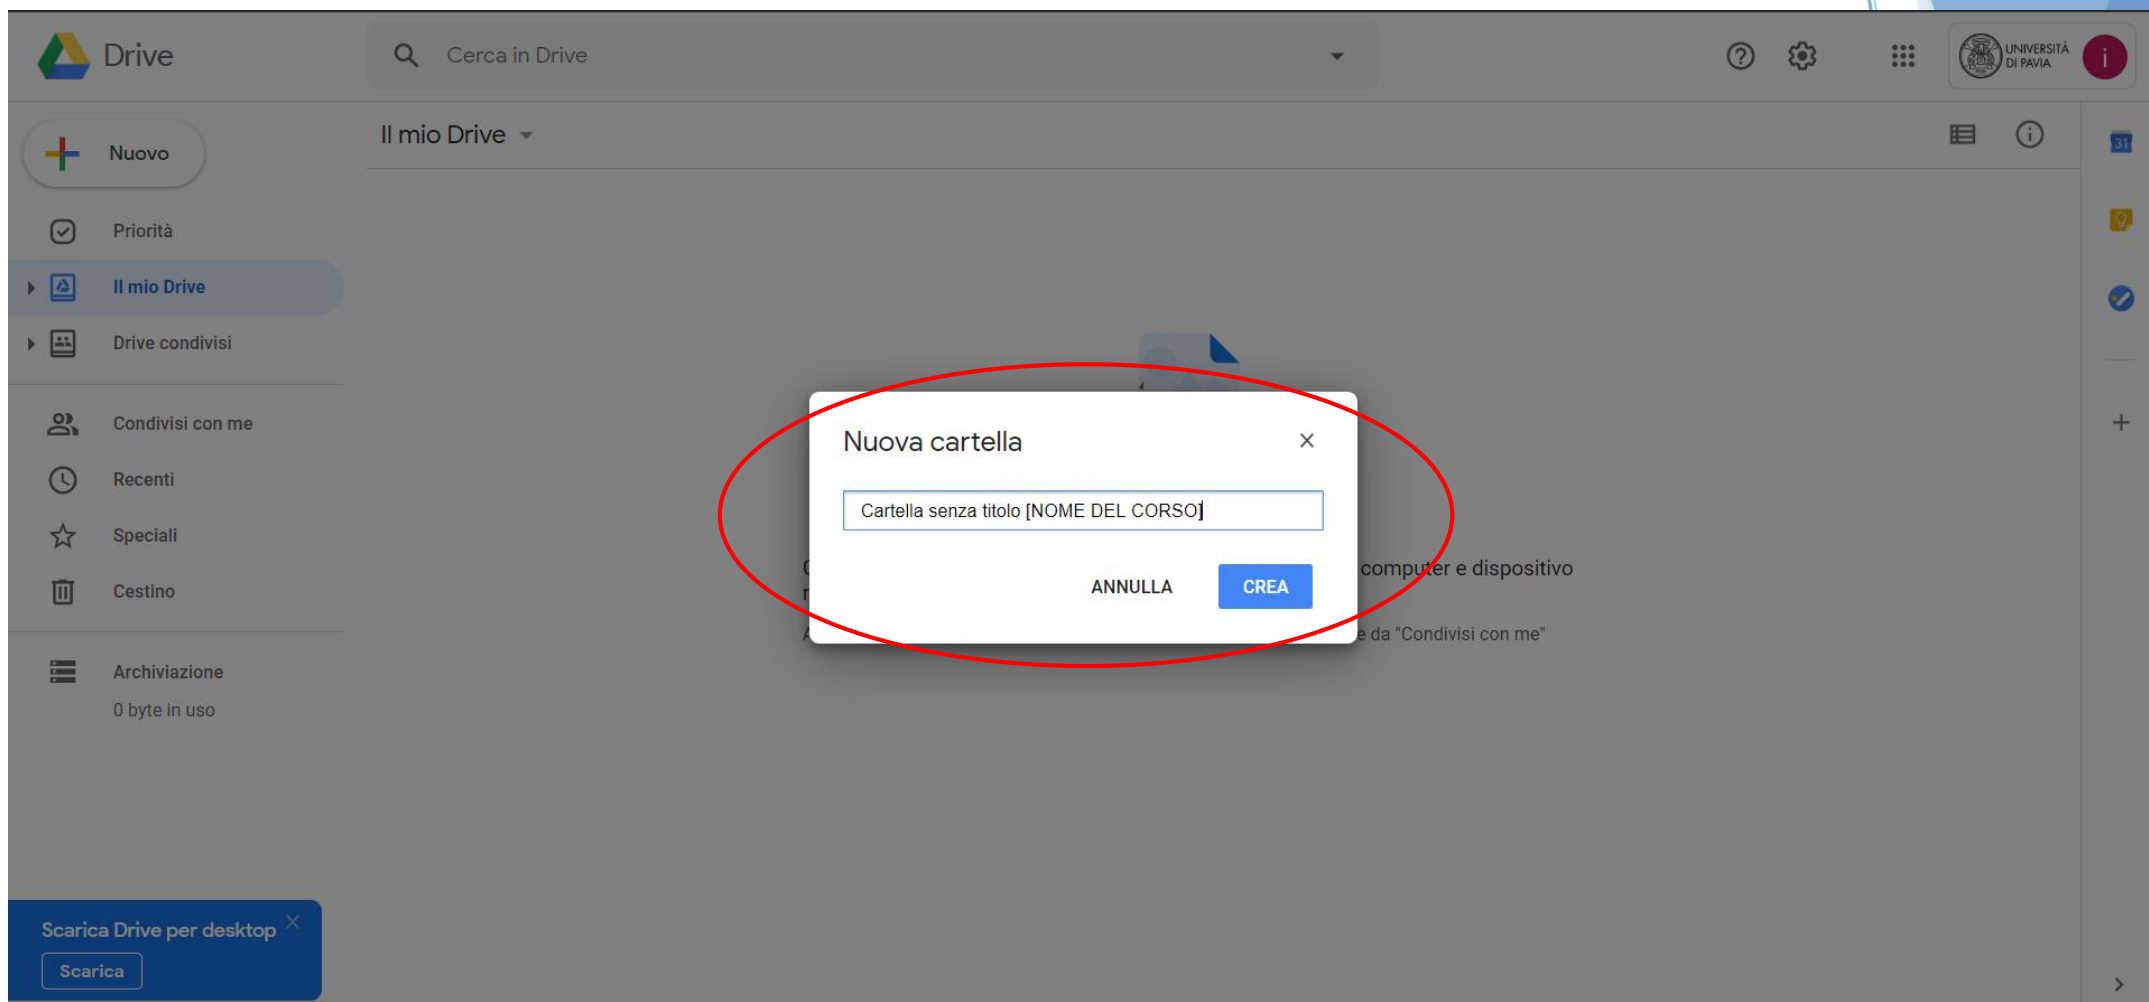 Drive
Cerca in Drive
UNIVERSITÀ
DI PAVIA
i
Nuovo
Il mio Drive
31
Priorità
Il mio Drive
Drive condivisi
Condivisi con me
Recenti
Speciali
Cestino
Archiviazione
0 byte in uso
Nuova cartella
Cartella senza titolo [NOME DEL CORSO]
ANNULLA
CREA
computer e dispositivo
e da "Condivisi con me"
Scarica Drive per desktop
Scarica